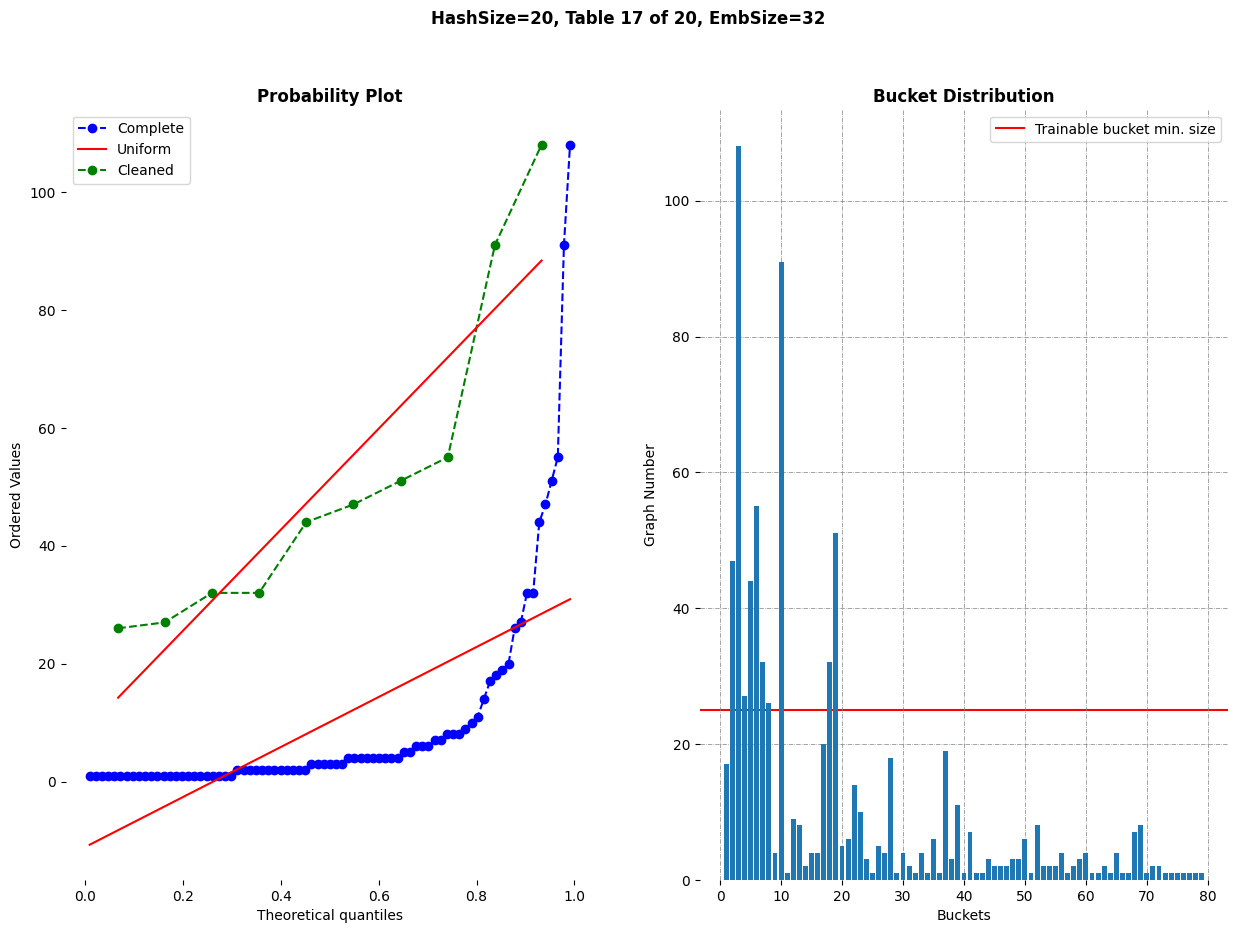 HashSize=20, Table 17 of 20, EmbSize=32
Probability Plot
Complete
Uniform
Cleaned
Ordered Values
100
80
60
40
20
0
0.0 0.2 0.4 0.6 0.8 1.0
Theoretical quantiles
Bucket Distribution
Trainable bucket min. size
Graph Number
100
80
60
40
20
0
0 10 20 30 40 50 60 70 80
Buckets